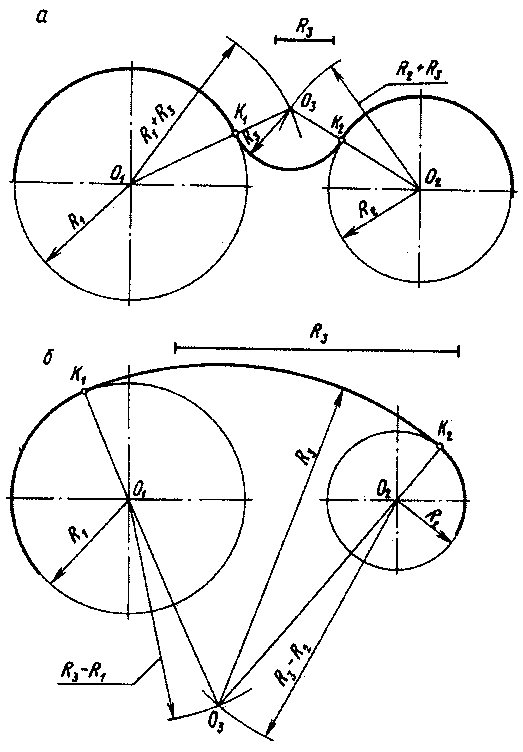 а
R₃
R₂+R₃
R₁+R₃
K₁
O₃
K₂
R₃
O₁
O₂
R₁
R₂
б
R₃
K₁
K₂
R₃
O₁
O₂
R₁
R₂
R₃-R₁
R₃-R₂
O₃